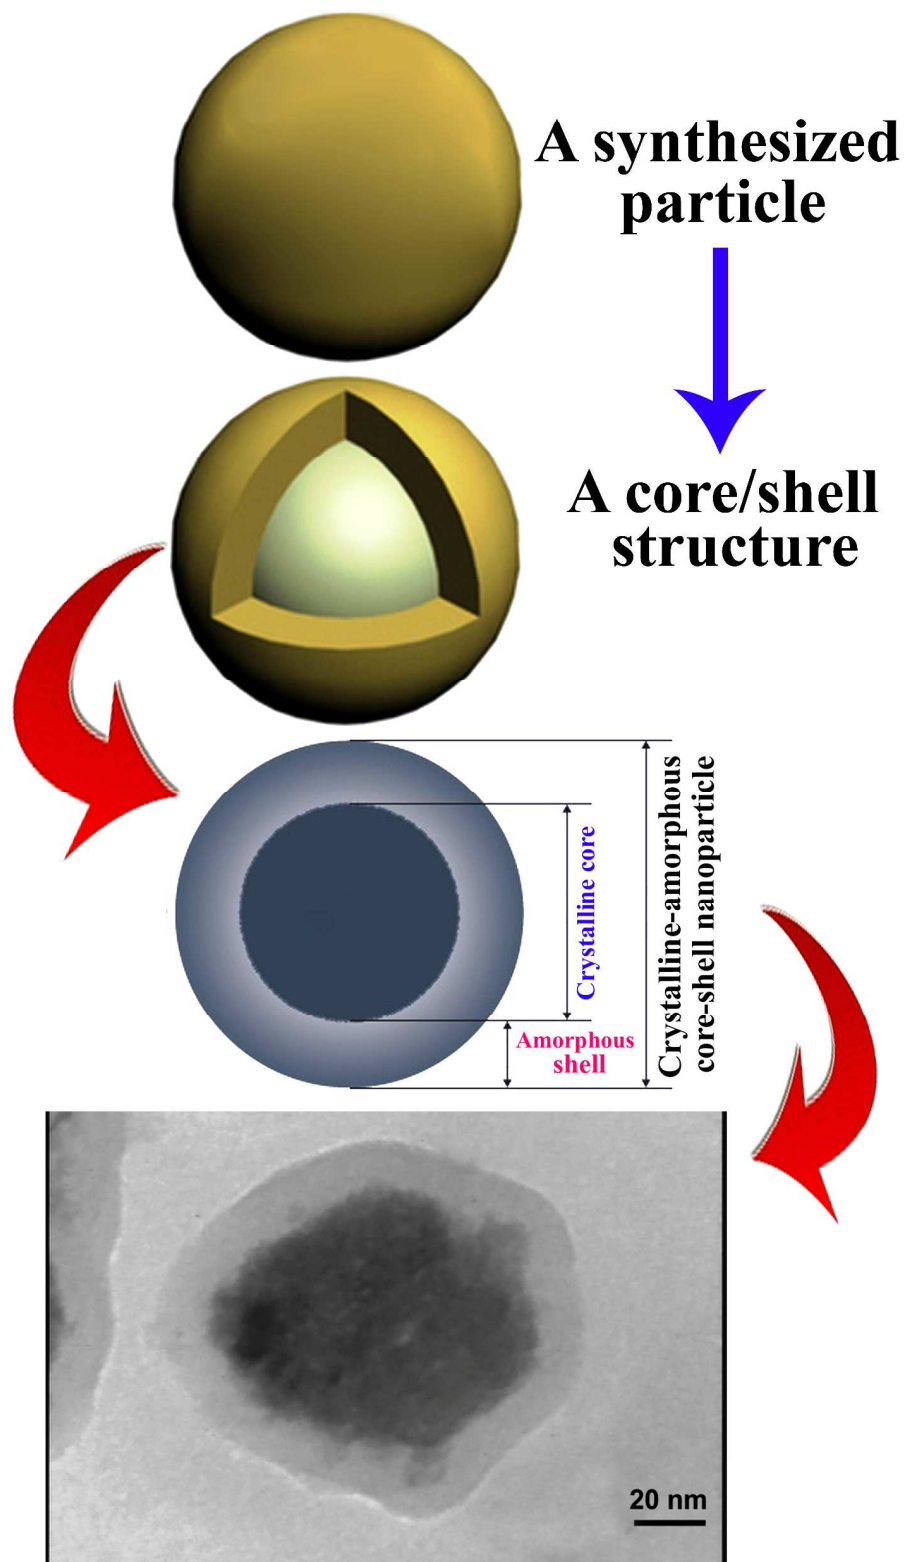 A synthesized
particle
A core/shell
structure
Crystalline core
Amorphous
shell
Crystalline-amorphous
core-shell nanoparticle
20 nm